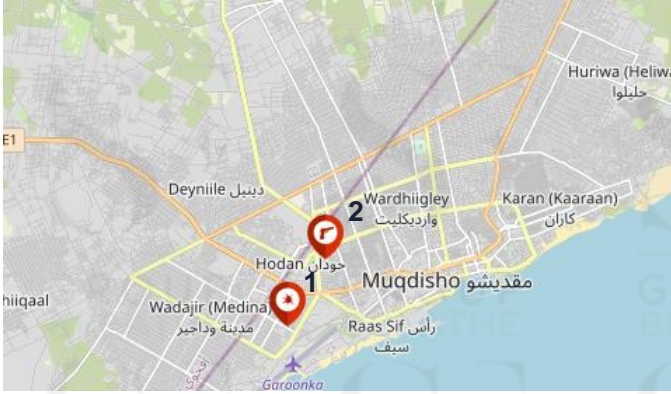 Huriwa (Heliwa
حليلوا
E1
Deyniile دينيل
Wardhiigley
وارديكليت
Karan (Kaaraan)
كاران
2
Hodan حودان
1
Muqdisho مقديشو
hiiqaal
Wadajir (Medina)
مدينة وداجير
Raas Sif رأس
سيف
Garoonka
THE